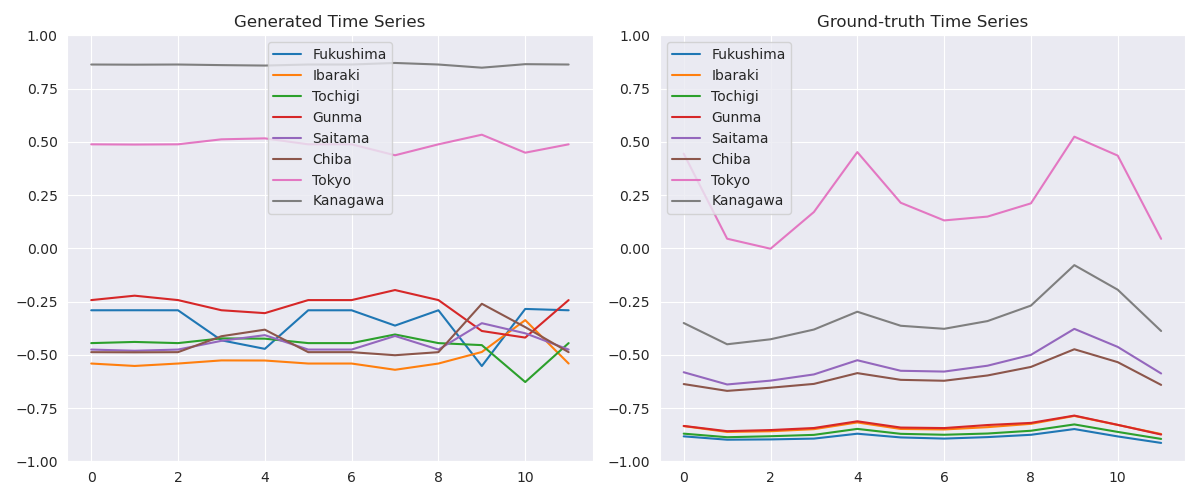 Generated Time Series
1.00
0.75
0.50
0.25
0.00
−0.25
−0.50
−0.75
−1.00
0 2 4 6 8 10
Fukushima
Ibaraki
Tochigi
Gunma
Saitama
Chiba
Tokyo
Kanagawa
Ground-truth Time Series
1.00
0.75
0.50
0.25
0.00
−0.25
−0.50
−0.75
−1.00
0 2 4 6 8 10
Fukushima
Ibaraki
Tochigi
Gunma
Saitama
Chiba
Tokyo
Kanagawa